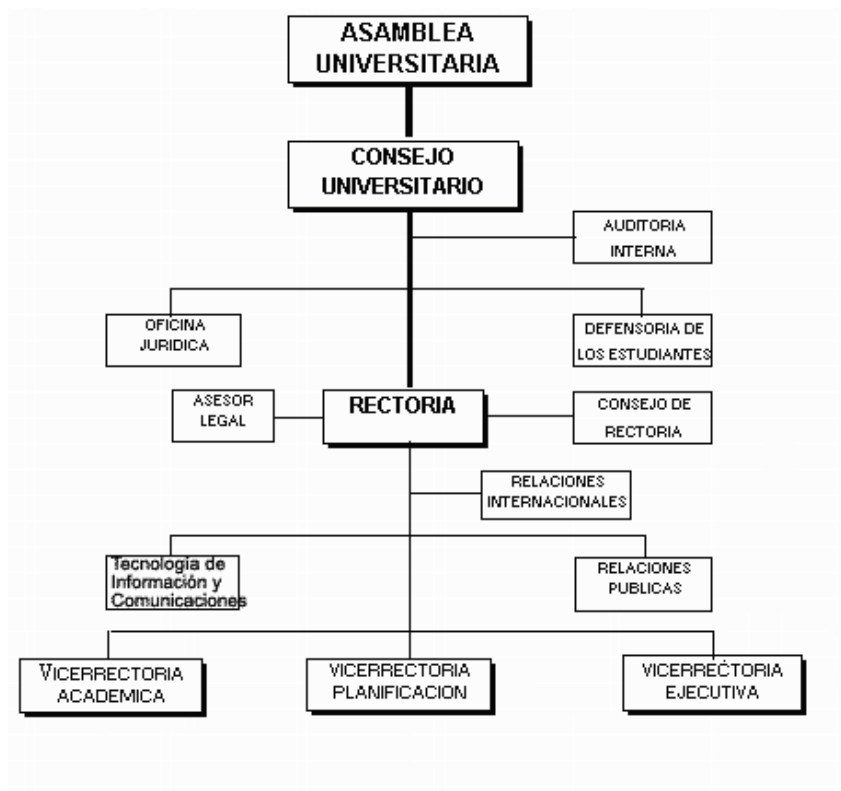 ASAMBLEA
UNIVERSITARIA
CONSEJO
UNIVERSITARIO
AUDITORIA
INTERNA
OFICINA
JURIDICA
DEFENSORIA DE
LOS ESTUDIANTES
ASESOR
LEGAL
RECTORIA
CONSEJO DE
RECTORIA
RELACIONES
INTERNACIONALES
Tecnología de
Información y
Comunicaciones
RELACIONES
PUBLICAS
VICERRECTORIA
ACADEMICA
VICERRECTORIA
PLANIFICACION
VICERRECTORIA
EJECUTIVA